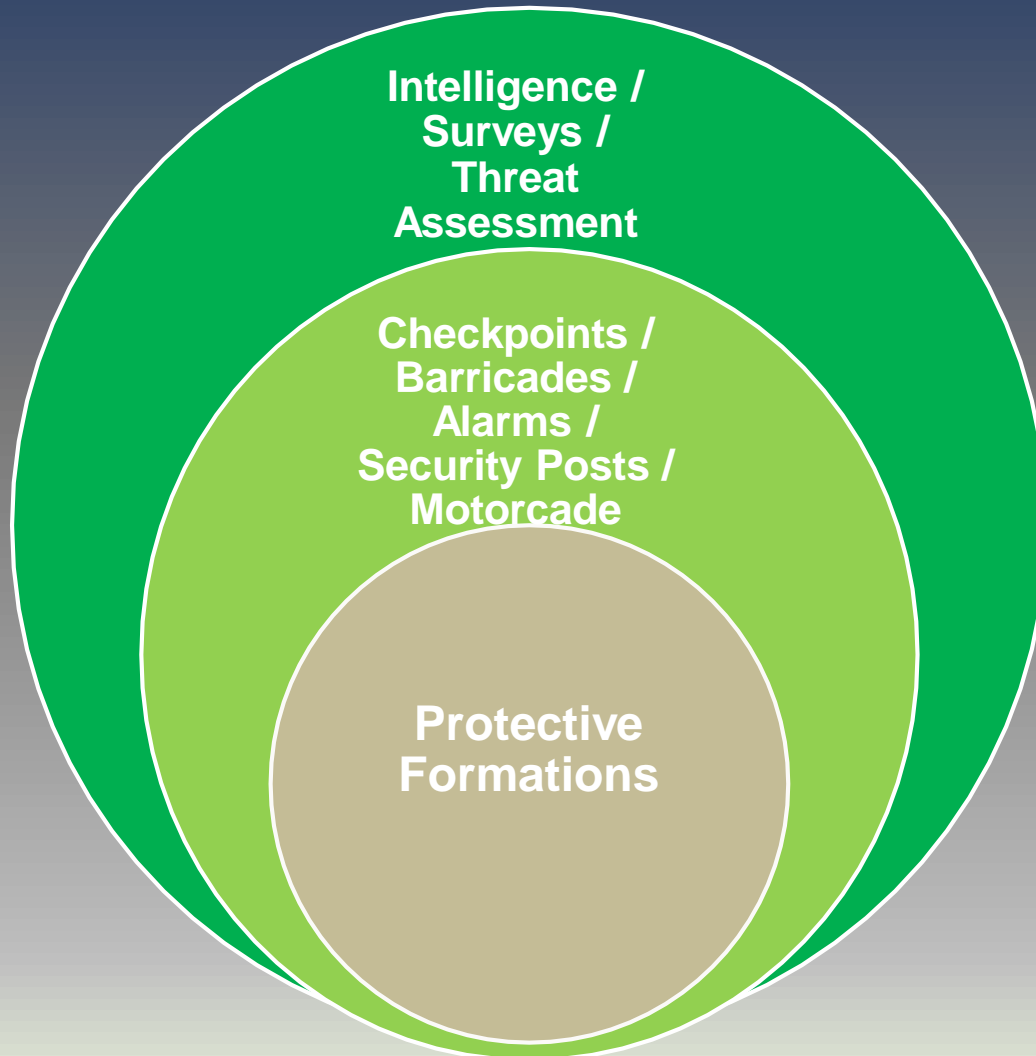 Intelligence /
Surveys /
Threat
Assessment
Checkpoints /
Barricades /
Alarms /
Security Posts /
Motorcade
Protective
Formations